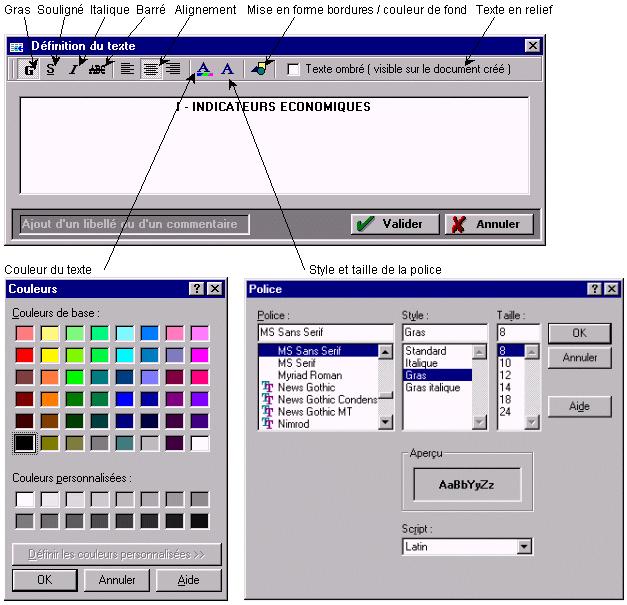 Gras Souligné Italique Barré Alignement Mise en forme bordures / couleur de fond Texte en relief
Définition du texte
G S I ABC A A Texte ombré ( visible sur le document créé )
I - INDICATEURS ECONOMIQUES
Ajout d'un libellé ou d'un commentaire Valider Annuler
Couleur du texte Style et taille de la police
Couleurs
Couleurs de base :
Couleurs personnalisées :
Définir les couleurs personnalisées >>
OK Annuler Aide
Police
Police : Style : Taille :
MS Sans Serif Gras 8 OK
MS Sans Serif Standard 8
MS Serif Italique 10 Annuler
Myriad Roman Gras 12
News Gothic Gras italique 14
News Gothic Condens 18 Aide
News Gothic MT 24
Nimrod
Aperçu
AaBbYyZz
Script :
Latin